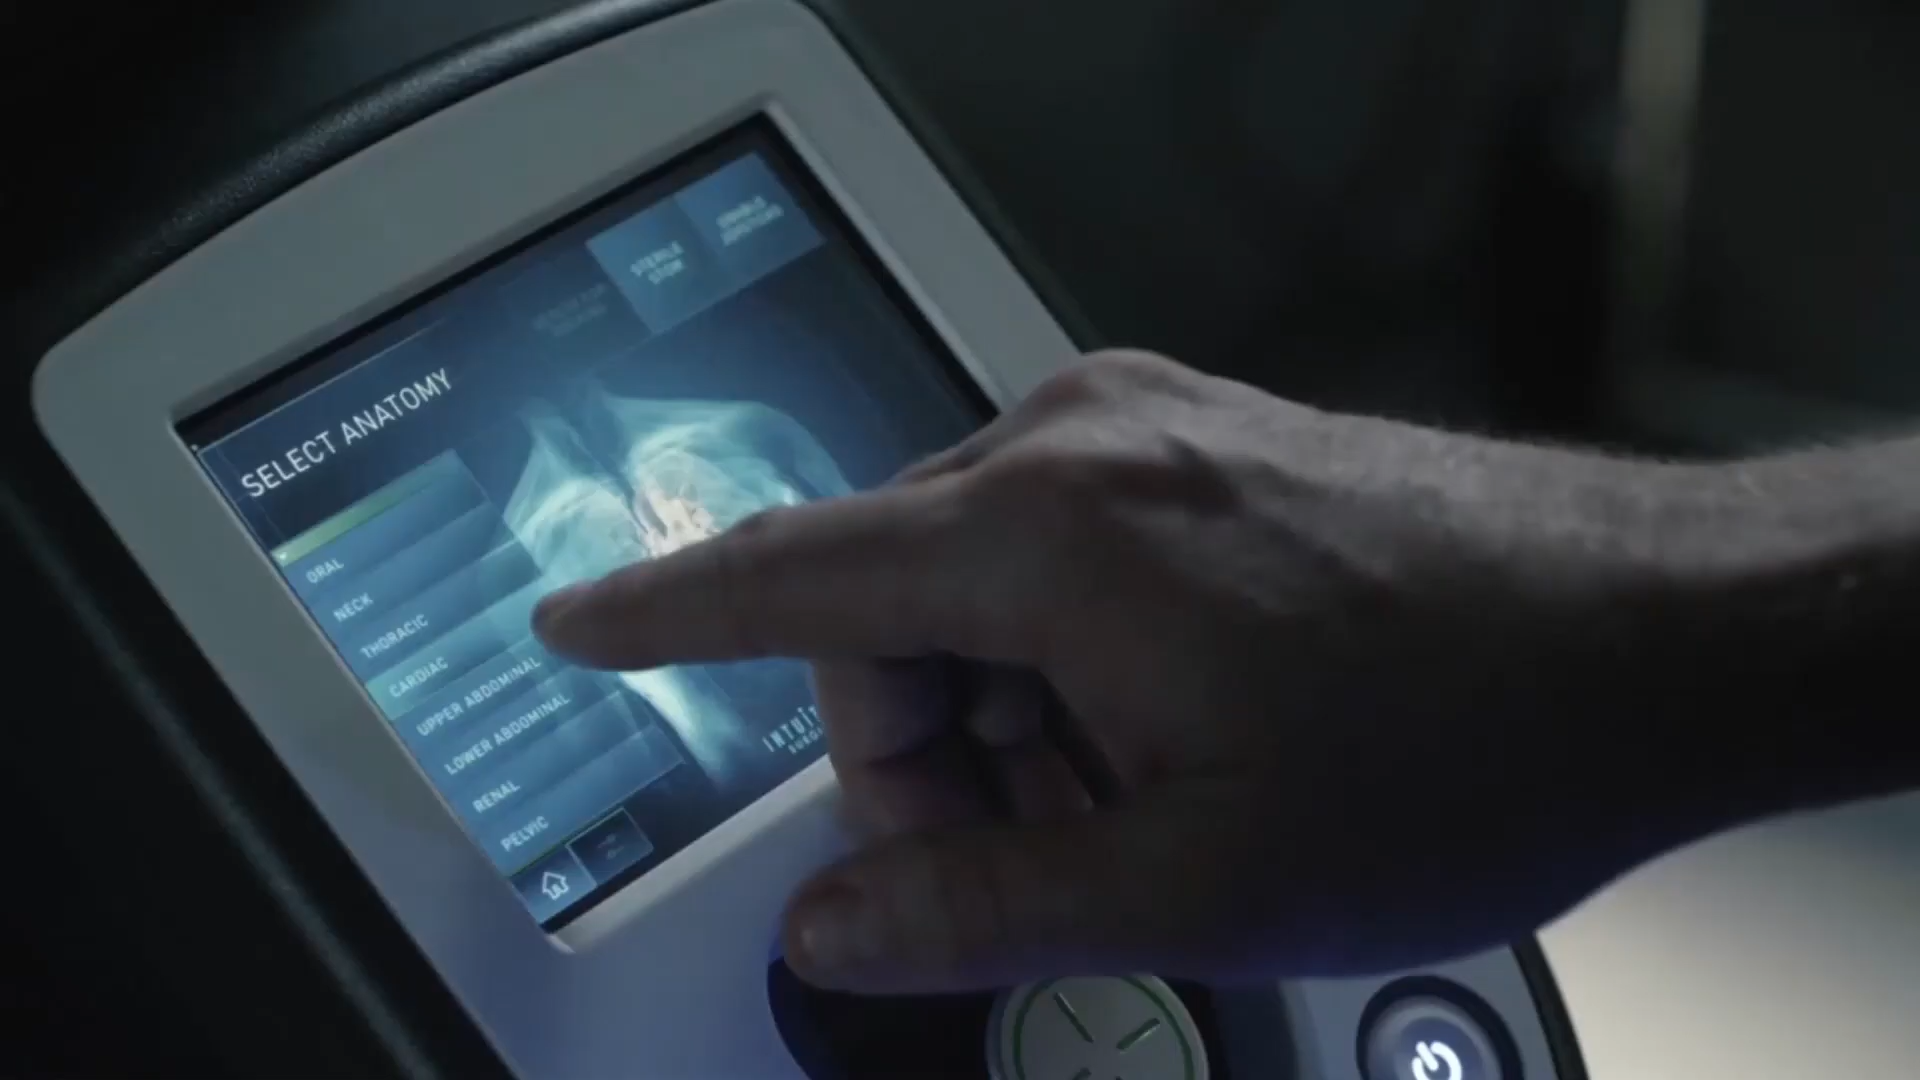 STERILE
STOW
SELECT ANATOMY
ORAL
NECK
THORACIC
CARDIAC
UPPER ABDOMINAL
LOWER ABDOMINAL
RENAL
PELVIC